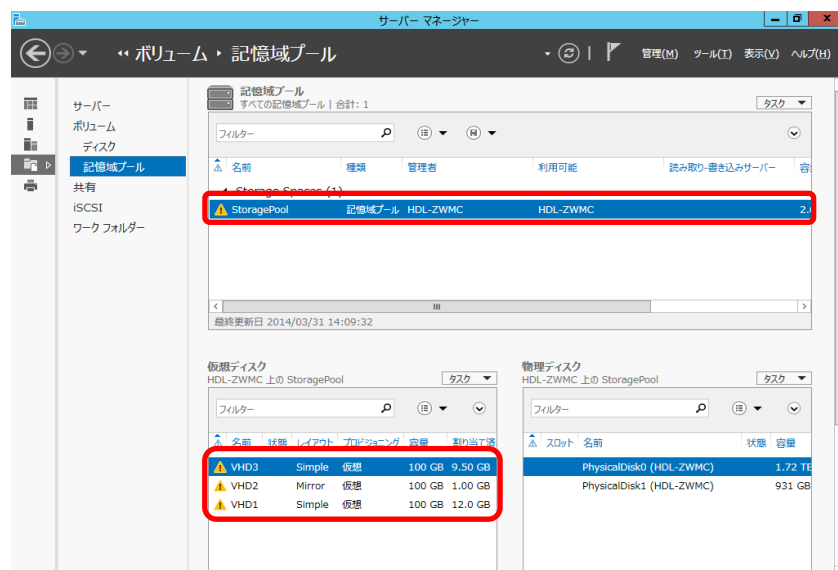 サーバー マネージャー
ボリューム ・ 記憶域プール
管理(M) ツール(T) 表示(V) ヘルプ(H)
サーバー
ボリューム
ディスク
記憶域プール
共有
iSCSI
ワーク フォルダー
記憶域プール
すべての記憶域プール | 合計: 1
タスク
フィルター
名前 種類 管理者 利用可能 読み取り-書き込みサーバー
Storage Spaces (1)
StoragePool 記憶域プール HDL-ZWMC HDL-ZWMC
最終更新日 2014/03/31 14:09:32
仮想ディスク
HDL-ZWMC 上の StoragePool
タスク
フィルター
名前 状態 レイアウト プロビジョニング 容量 割り当て済
VHD3 Simple 仮想 100 GB 9.50 GB
VHD2 Mirror 仮想 100 GB 1.00 GB
VHD1 Simple 仮想 100 GB 12.0 GB
物理ディスク
HDL-ZWMC 上の StoragePool
タスク
フィルター
スロット 名前 状態 容量
PhysicalDisk0 (HDL-ZWMC) 1.72 TB
PhysicalDisk1 (HDL-ZWMC) 931 GB